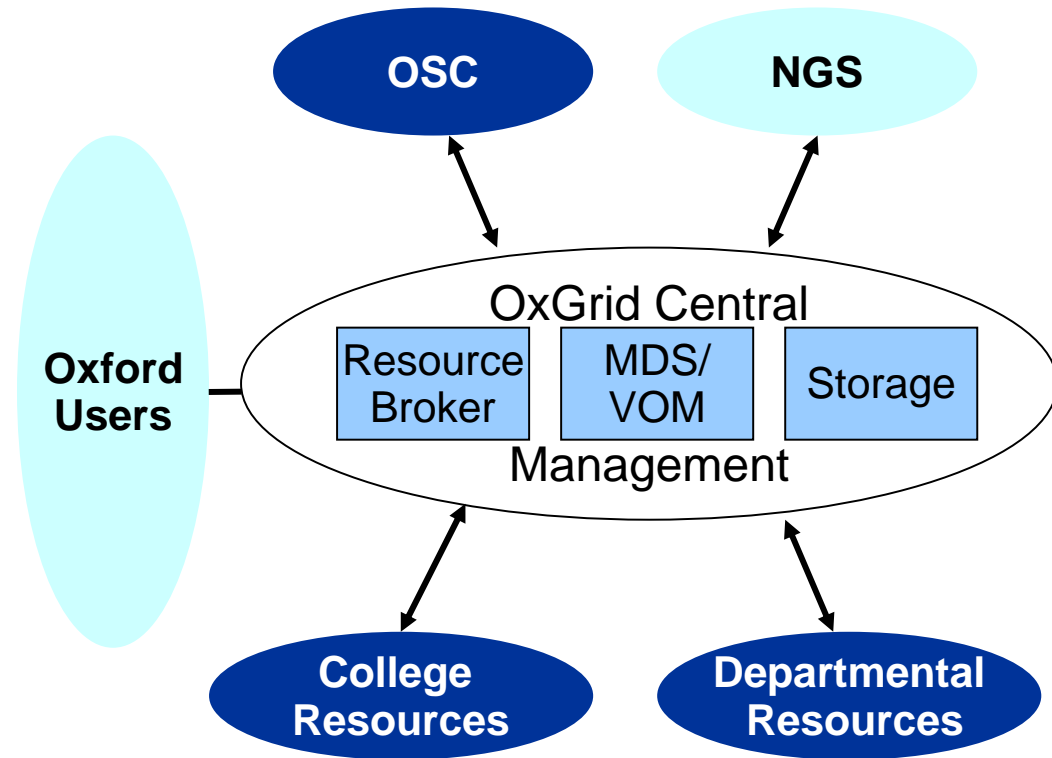 OSC
NGS
Oxford
Users
OxGrid Central
Resource
Broker
MDS/
VOM
Storage
Management
College
Resources
Departmental
Resources